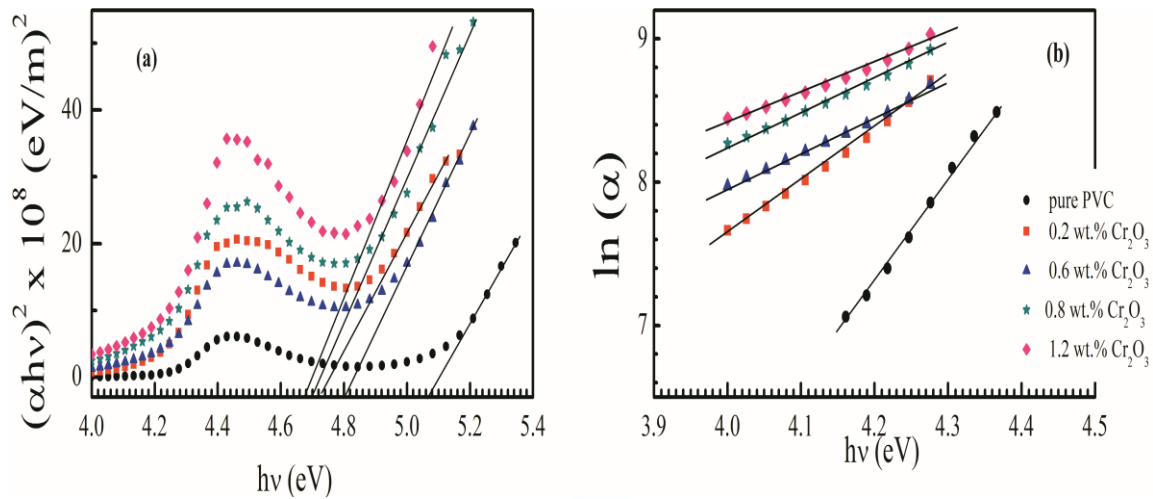 (a)
(αhν)² x 10⁸ (eV/m)²
40
20
0
4.0 4.2 4.4 4.6 4.8 5.0 5.2 5.4
hν (eV)
(b)
ln (α)
9
8
7
3.9 4.0 4.1 4.2 4.3 4.4 4.5
hν (eV)
pure PVC
0.2 wt.% Cr₂O₃
0.6 wt.% Cr₂O₃
0.8 wt.% Cr₂O₃
1.2 wt.% Cr₂O₃